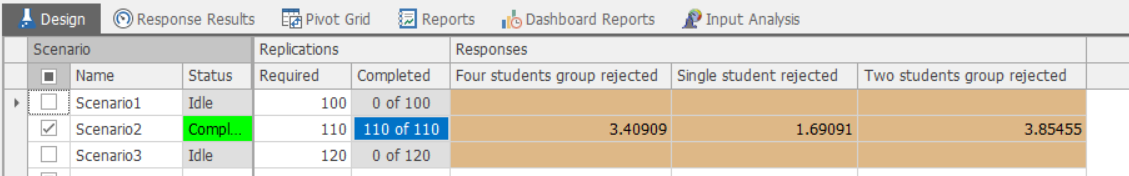 Design Response Results Pivot Grid Reports Dashboard Reports Input Analysis
Scenario Replications Responses
Name Status Required Completed Four students group rejected Single student rejected Two students group rejected
Scenario1 Idle 100 0 of 100
Scenario2 Compl... 110 110 of 110 3.40909 1.69091 3.85455
Scenario3 Idle 120 0 of 120